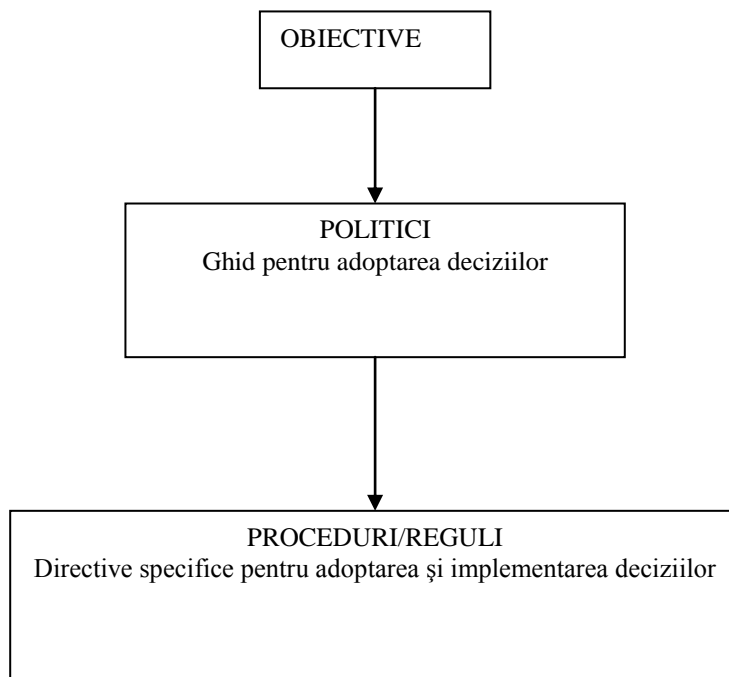 OBIECTIVE
POLITICI
Ghid pentru adoptarea deciziilor
PROCEDURI/REGULI
Directive specifice pentru adoptarea şi implementarea deciziilor